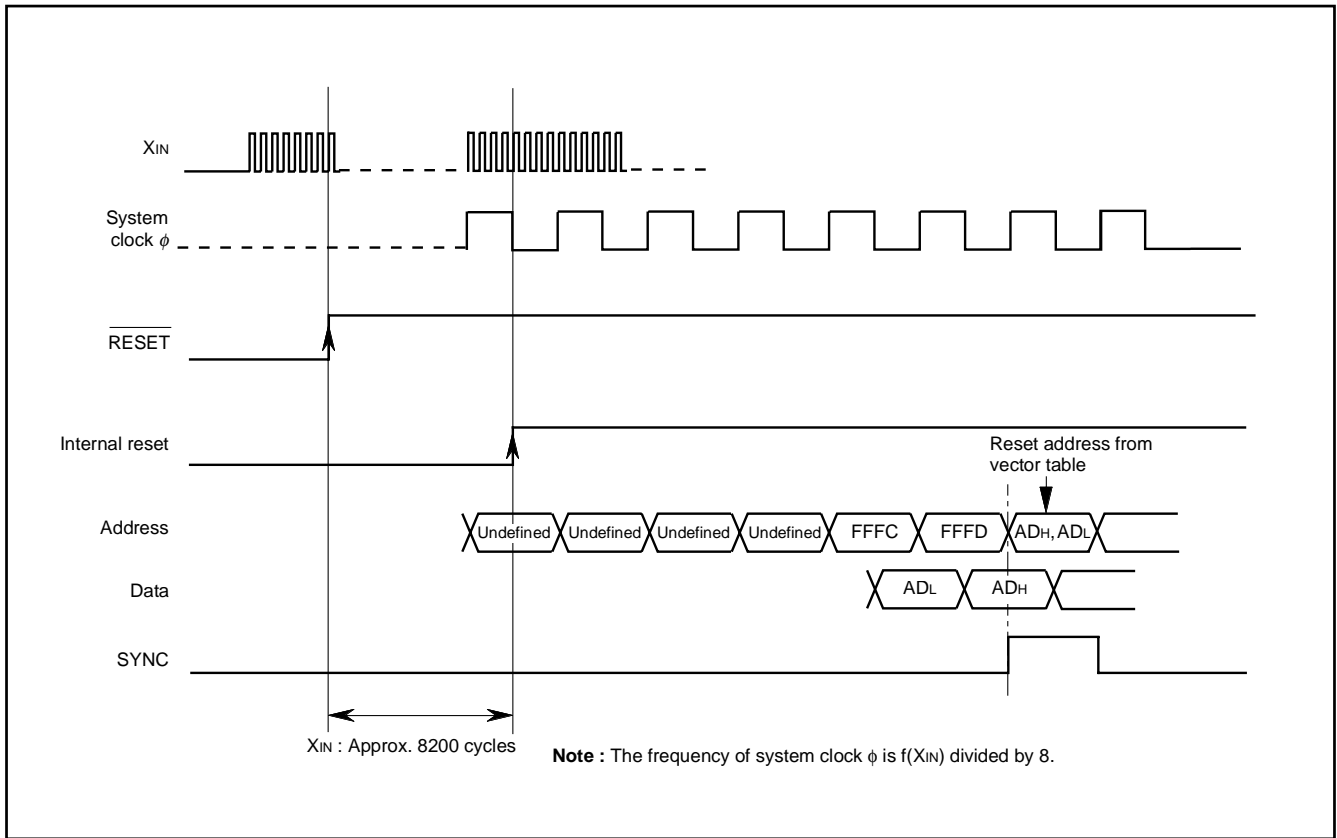 XIN
System
clock ϕ
RESET
Internal reset
Reset address from
vector table
Address
Undefined Undefined Undefined Undefined FFFC FFFD ADH, ADL
Data
ADL ADH
SYNC
XIN : Approx. 8200 cycles
Note : The frequency of system clock ϕ is f(XIN) divided by 8.